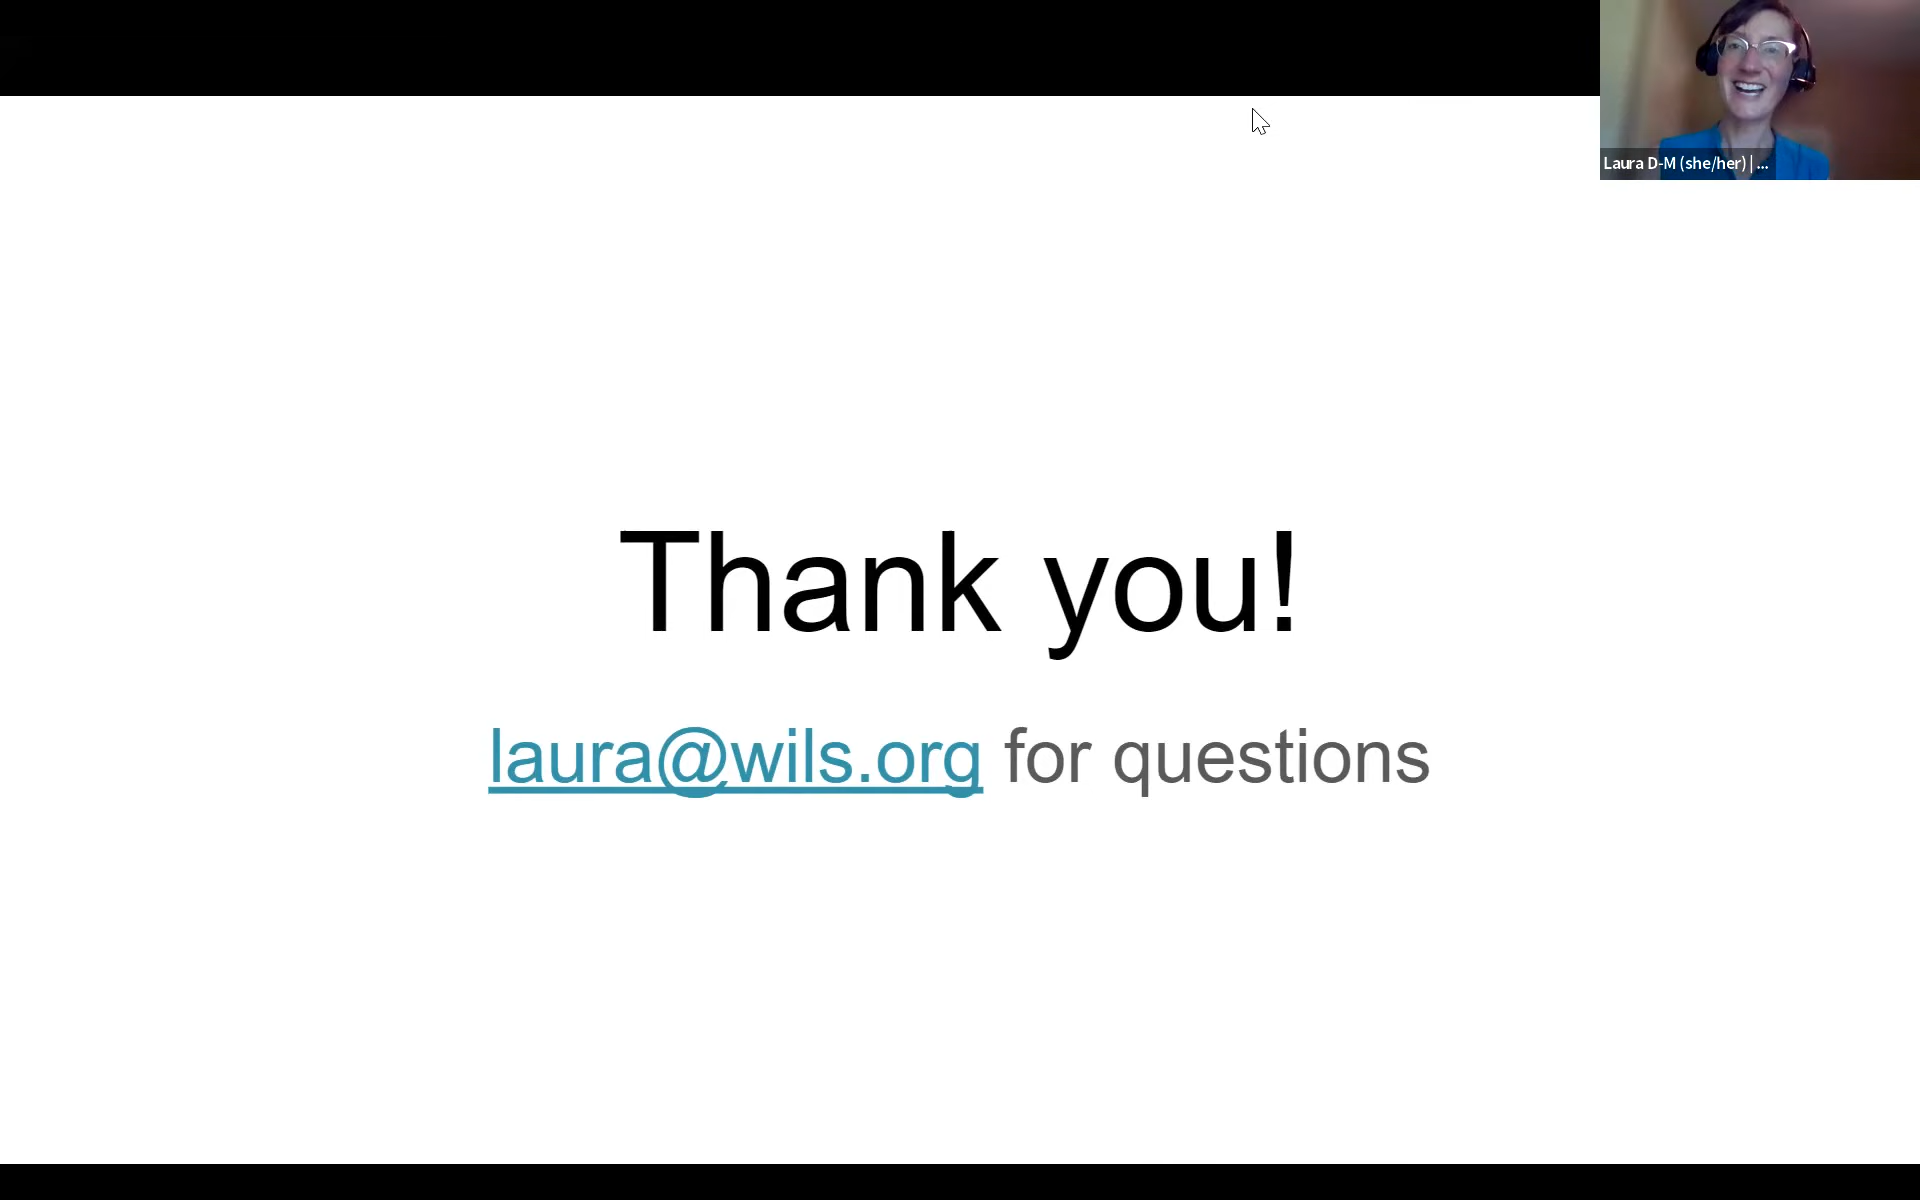 Laura D-M (she/her) | ...
Thank you!
laura@wils.org for questions